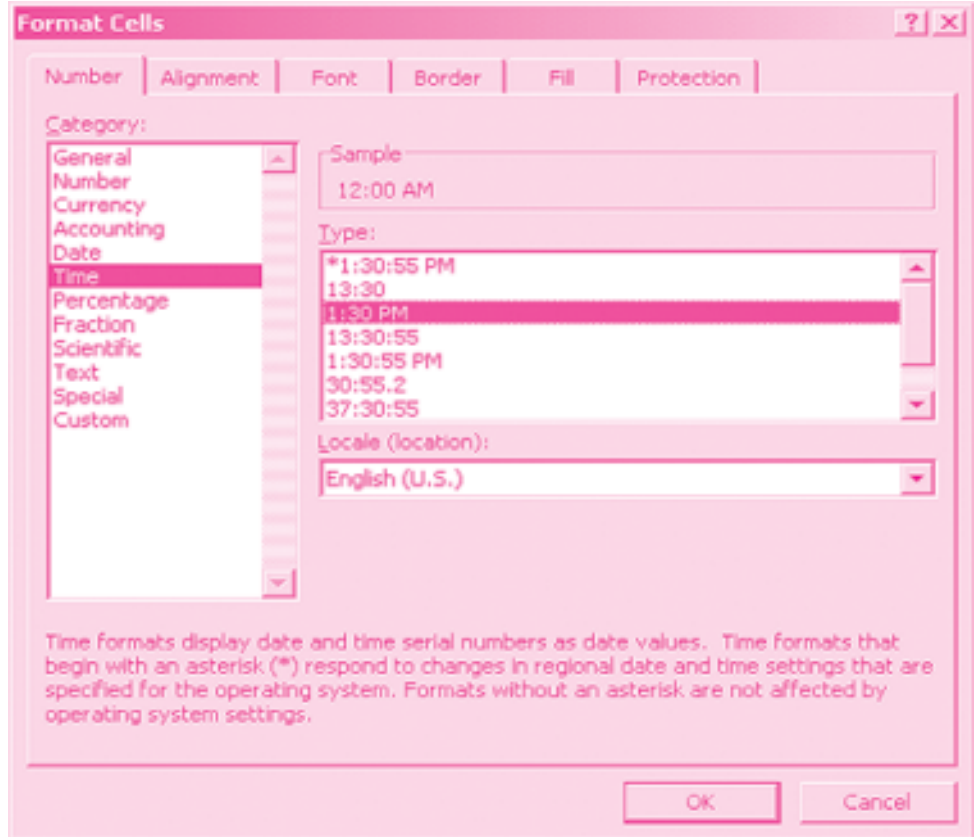 Format Cells
Number Alignment Font Border Fill Protection
Category:
General
Number
Currency
Accounting
Date
Time
Percentage
Fraction
Scientific
Text
Special
Custom
Sample
12:00 AM
Type:
*1:30:55 PM
13:30
1:30 PM
13:30:55
1:30:55 PM
30:55.2
37:30:55
Locale (location):
English (U.S.)
Time formats display date and time serial numbers as date values. Time formats that
begin with an asterisk (*) respond to changes in regional date and time settings that are
specified for the operating system. Formats without an asterisk are not affected by
operating system settings.
OK Cancel